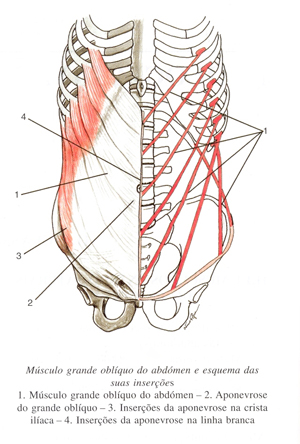 4
1
1
3
2
Músculo grande oblíquo do abdómen e esquema das
suas inserções
1. Músculo grande oblíquo do abdómen – 2. Aponevrose
do grande oblíquo – 3. Inserções da aponevrose na crista
ilíaca – 4. Inserções da aponevrose na linha branca